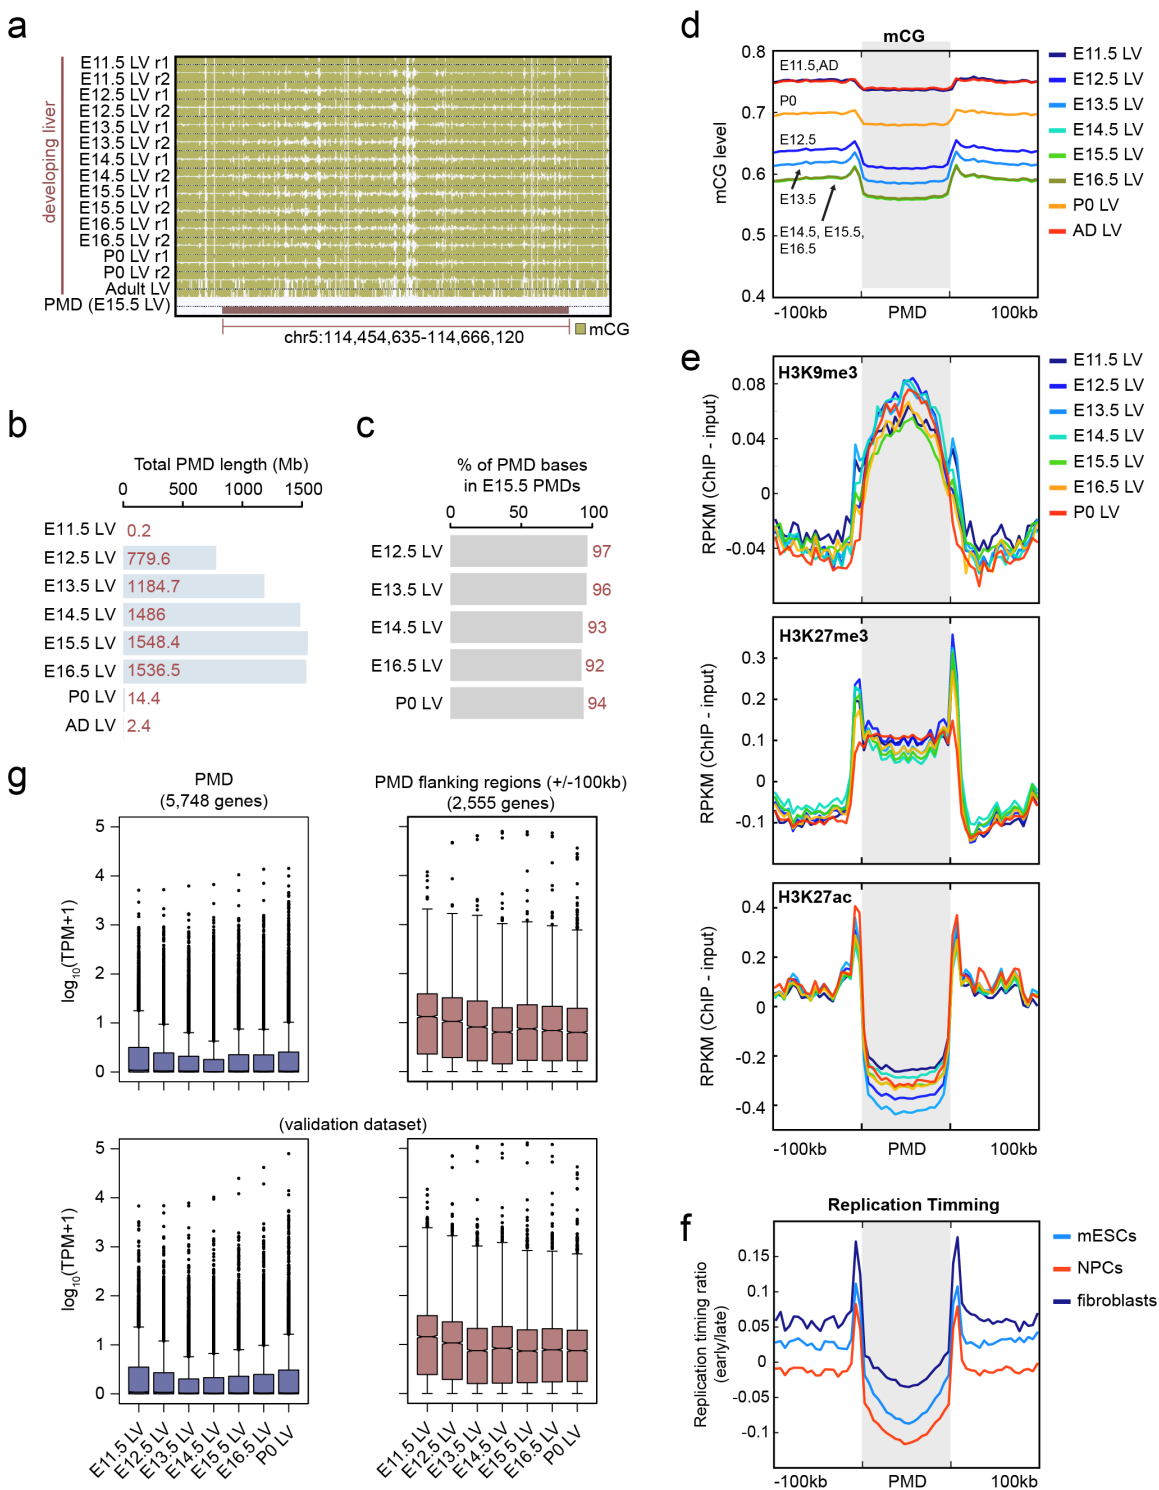 a
E11.5 LV r1
E11.5 LV r2
E12.5 LV r1
E12.5 LV r2
E13.5 LV r1
E13.5 LV r2
E14.5 LV r1
E14.5 LV r2
E15.5 LV r1
E15.5 LV r2
E16.5 LV r1
E16.5 LV r2
P0 LV r1
P0 LV r2
Adult LV
PMD (E15.5 LV)
developing liver
chr5:114,454,635-114,666,120
mCG
b
Total PMD length (Mb)
0 500 1000 1500
E11.5 LV 0.2
E12.5 LV 779.6
E13.5 LV 1184.7
E14.5 LV 1486
E15.5 LV 1548.4
E16.5 LV 1536.5
P0 LV 14.4
AD LV 2.4
c
% of PMD bases
in E15.5 PMDs
0 50 100
E12.5 LV 97
E13.5 LV 96
E14.5 LV 93
E16.5 LV 92
P0 LV 94
d
mCG
mCG level
0.8
0.7
0.6
0.5
0.4
E11.5,AD
P0
E12.5
E13.5
E14.5, E15.5,
E16.5
-100kb PMD 100kb
E11.5 LV
E12.5 LV
E13.5 LV
E14.5 LV
E15.5 LV
E16.5 LV
P0 LV
AD LV
e
H3K9me3
RPKM (ChIP - input)
0.08
0.04
0
-0.04
E11.5 LV
E12.5 LV
E13.5 LV
E14.5 LV
E15.5 LV
E16.5 LV
P0 LV
H3K27me3
RPKM (ChIP - input)
0.3
0.2
0.1
0
-0.1
H3K27ac
RPKM (ChIP - input)
0.4
0.2
0
-0.2
-0.4
-100kb PMD 100kb
f
Replication Timming
Replication timing ratio
(early/late)
0.15
0.1
0.05
0
-0.05
-0.1
-100kb PMD 100kb
mESCs
NPCs
fibroblasts
g
PMD
(5,748 genes)
PMD flanking regions (+/-100kb)
(2,555 genes)
log10(TPM+1)
5
4
3
2
1
0
(validation dataset)
log10(TPM+1)
5
4
3
2
1
0
E11.5 LV
E12.5 LV
E13.5 LV
E14.5 LV
E15.5 LV
E16.5 LV
P0 LV
E11.5 LV
E12.5 LV
E13.5 LV
E14.5 LV
E15.5 LV
E16.5 LV
P0 LV